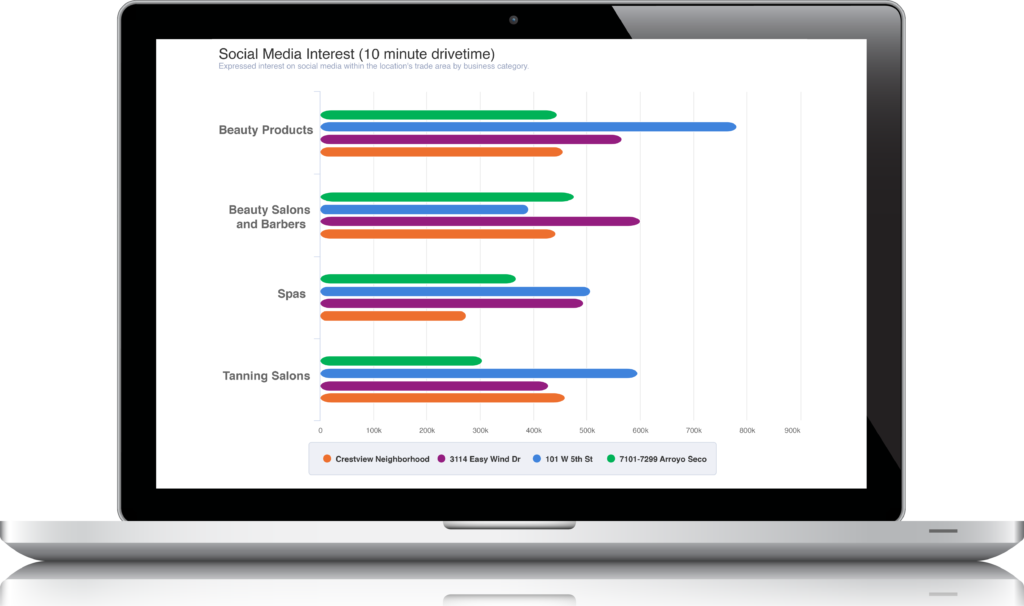 Social Media Interest (10 minute drivetime)
Expressed interest on social media within the location's trade area by business category.
Beauty Products
Beauty Salons
and Barbers
Spas
Tanning Salons
0 100k 200k 300k 400k 500k 600k 700k 800k 900k
Crestview Neighborhood 3114 Easy Wind Dr 101 W 5th St 7101-7299 Arroyo Seco